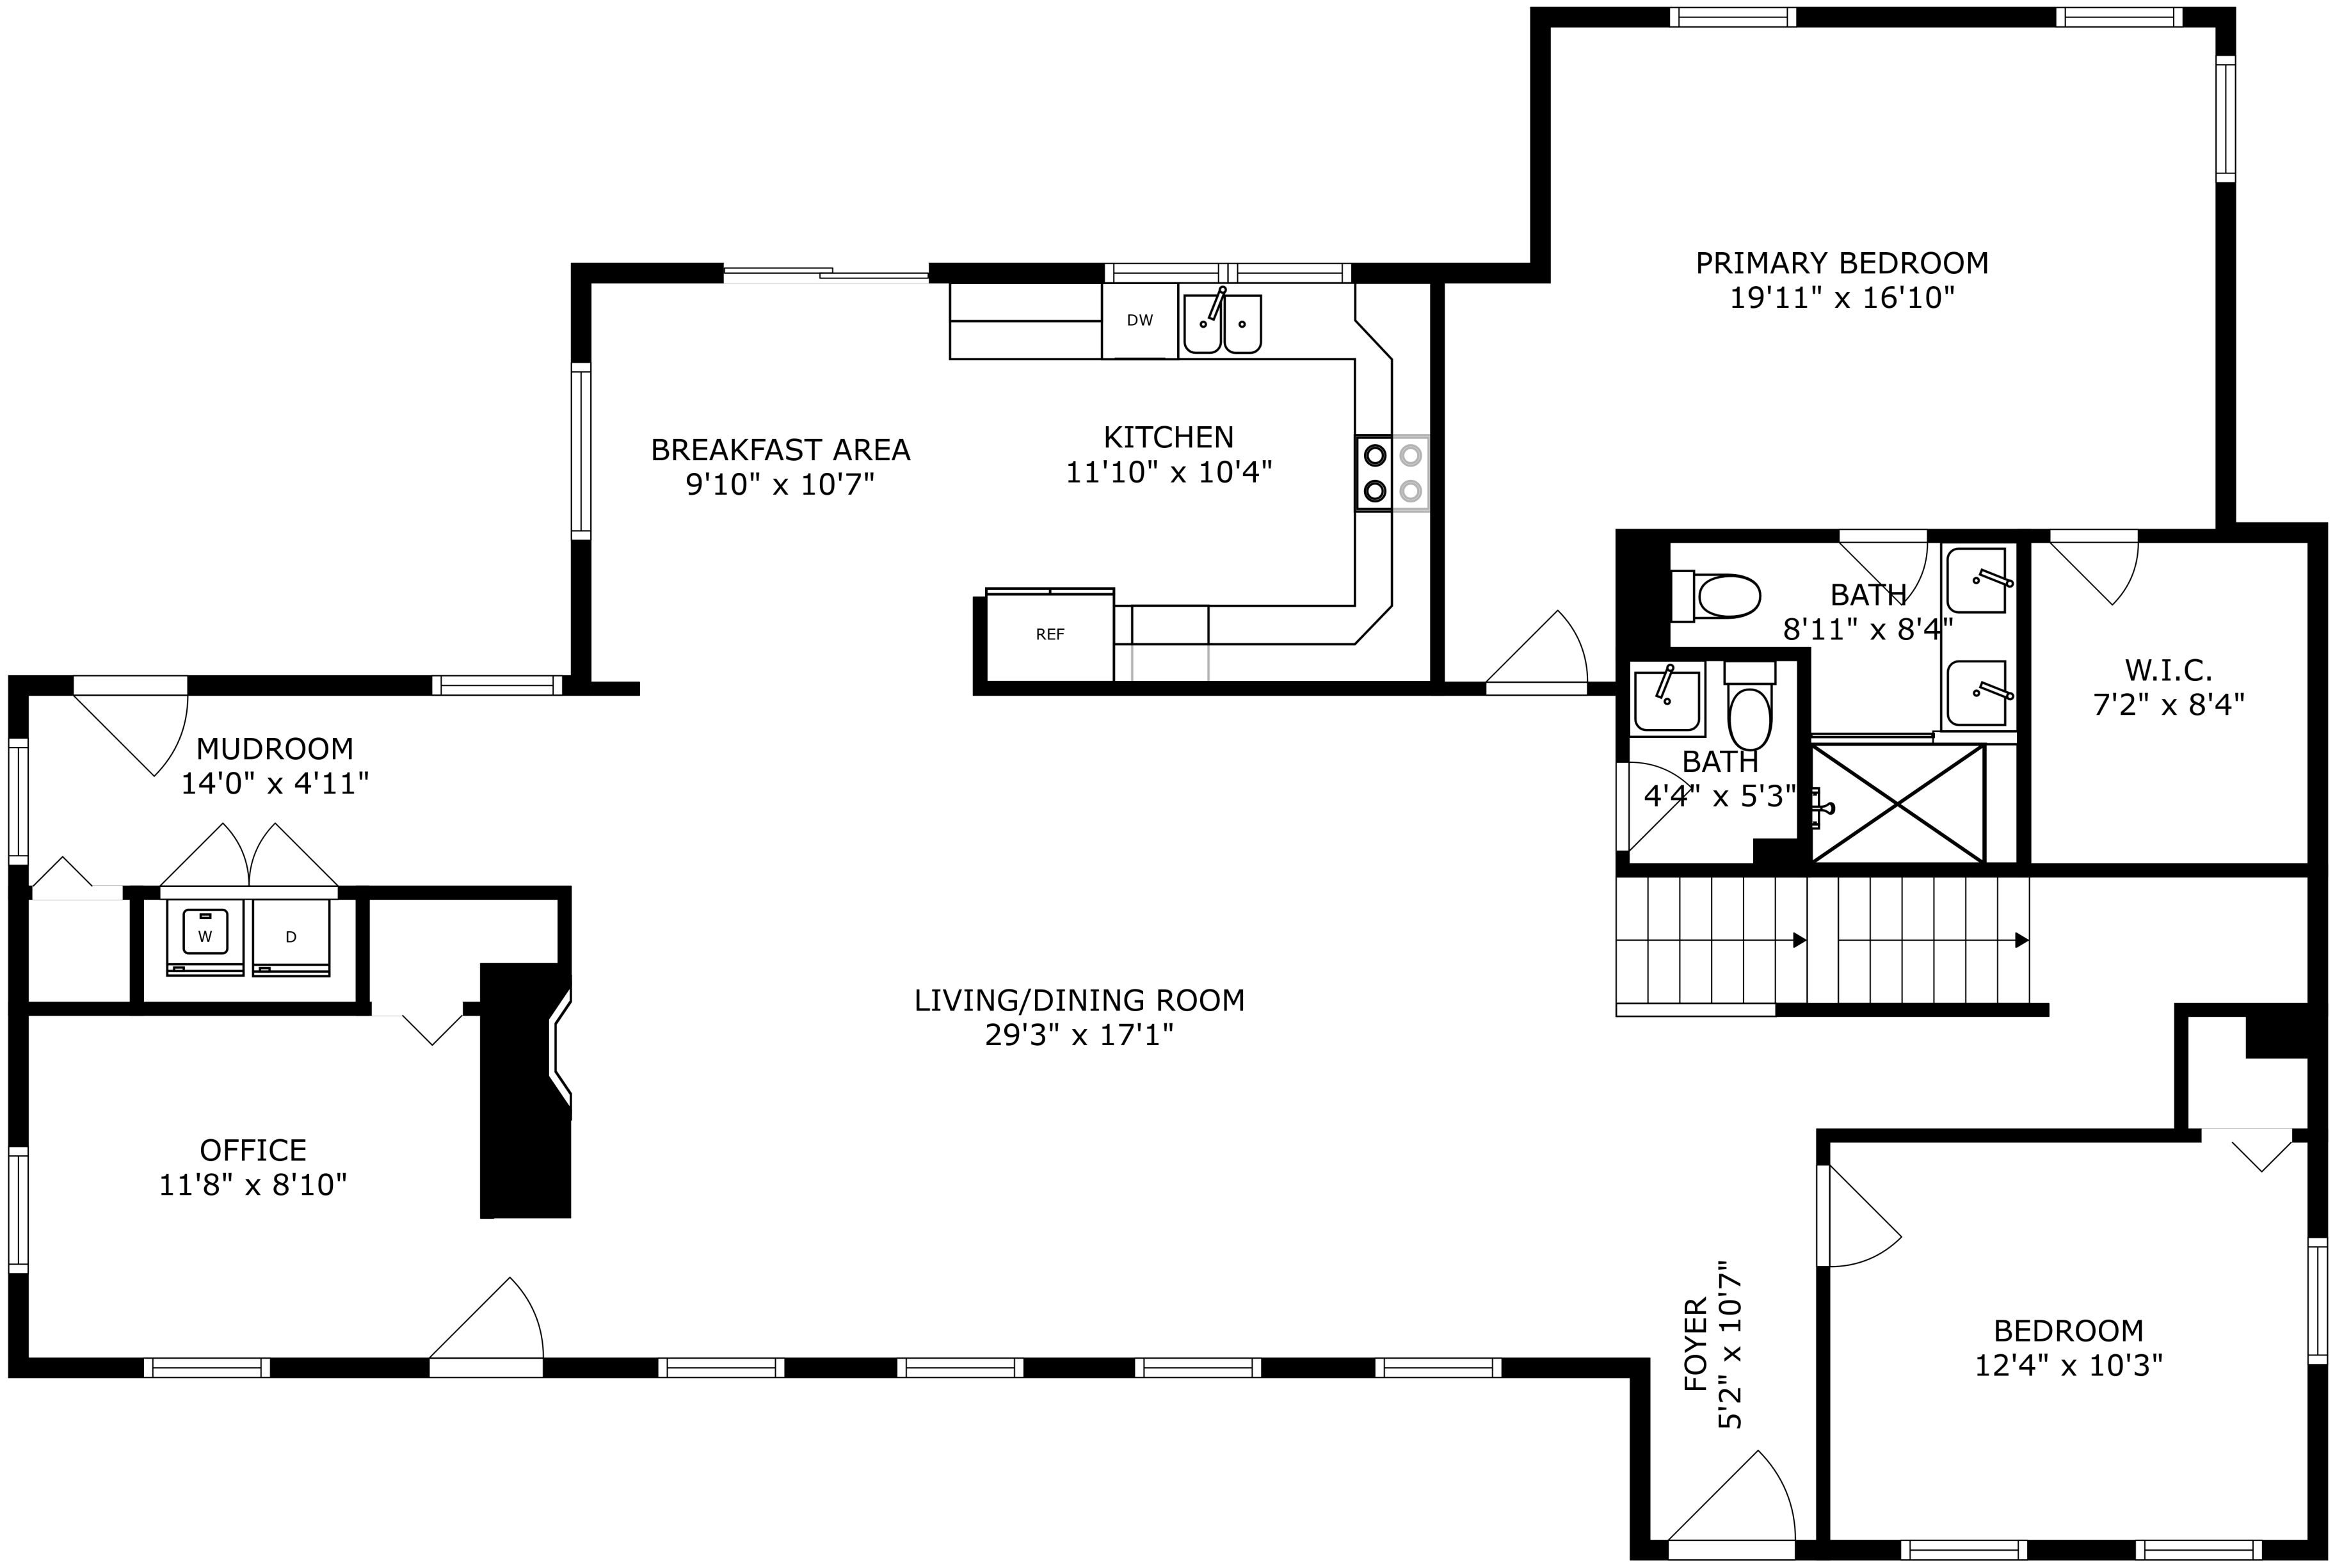 PRIMARY BEDROOM
19'11" x 16'10"
DW
BREAKFAST AREA
9'10" x 10'7"
KITCHEN
11'10" x 10'4"
REF
BATH
8'11" x 8'4"
W.I.C.
7'2" x 8'4"
MUDROOM
14'0" x 4'11"
BATH
4'4" x 5'3"
W
D
LIVING/DINING ROOM
29'3" x 17'1"
OFFICE
11'8" x 8'10"
FOYER
5'2" x 10'7"
BEDROOM
12'4" x 10'3"